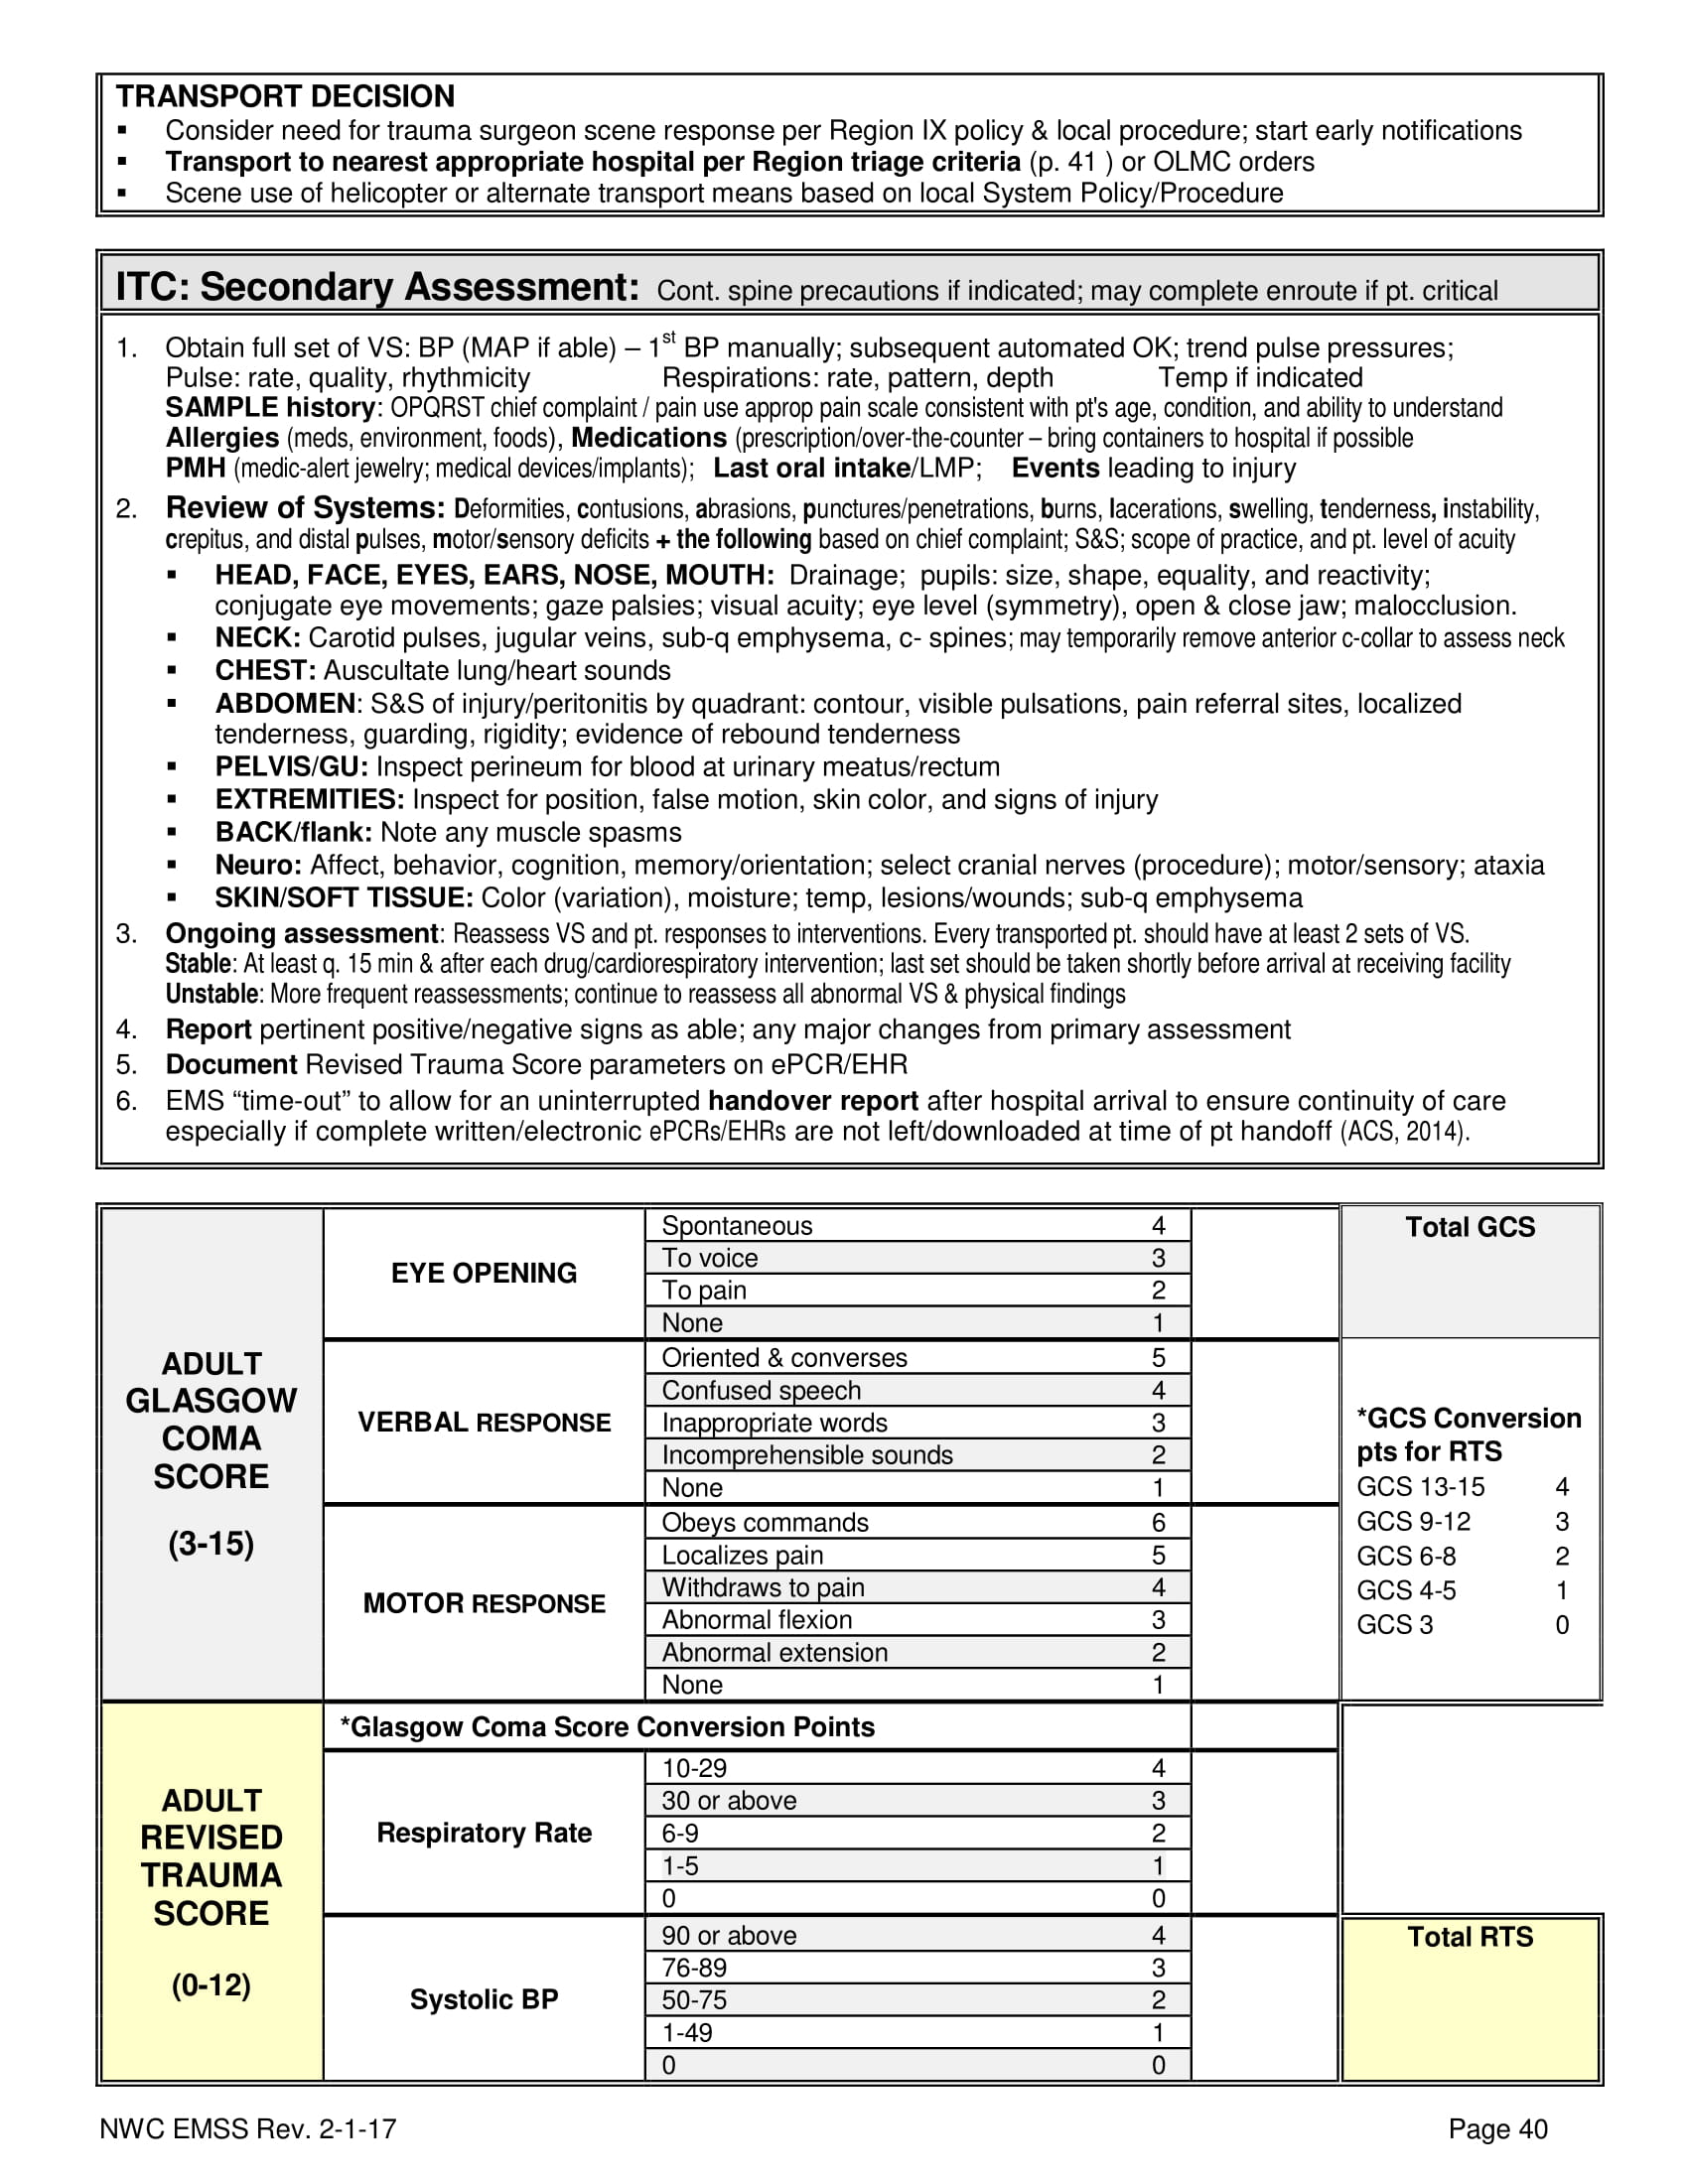 TRANSPORT DECISION
▪ Consider need for trauma surgeon scene response per Region IX policy & local procedure; start early notifications
▪ Transport to nearest appropriate hospital per Region triage criteria (p. 41 ) or OLMC orders
▪ Scene use of helicopter or alternate transport means based on local System Policy/Procedure
ITC: Secondary Assessment: Cont. spine precautions if indicated; may complete enroute if pt. critical
1. Obtain full set of VS: BP (MAP if able) – 1st BP manually; subsequent automated OK; trend pulse pressures;
Pulse: rate, quality, rhythmicity Respirations: rate, pattern, depth Temp if indicated
SAMPLE history: OPQRST chief complaint / pain use approp pain scale consistent with pt's age, condition, and ability to understand
Allergies (meds, environment, foods), Medications (prescription/over-the-counter – bring containers to hospital if possible
PMH (medic-alert jewelry; medical devices/implants); Last oral intake/LMP; Events leading to injury
2. Review of Systems: Deformities, contusions, abrasions, punctures/penetrations, burns, lacerations, swelling, tenderness, instability,
crepitus, and distal pulses, motor/sensory deficits + the following based on chief complaint; S&S; scope of practice, and pt. level of acuity
▪ HEAD, FACE, EYES, EARS, NOSE, MOUTH: Drainage; pupils: size, shape, equality, and reactivity;
conjugate eye movements; gaze palsies; visual acuity; eye level (symmetry), open & close jaw; malocclusion.
▪ NECK: Carotid pulses, jugular veins, sub-q emphysema, c- spines; may temporarily remove anterior c-collar to assess neck
▪ CHEST: Auscultate lung/heart sounds
▪ ABDOMEN: S&S of injury/peritonitis by quadrant: contour, visible pulsations, pain referral sites, localized
tenderness, guarding, rigidity; evidence of rebound tenderness
▪ PELVIS/GU: Inspect perineum for blood at urinary meatus/rectum
▪ EXTREMITIES: Inspect for position, false motion, skin color, and signs of injury
▪ BACK/flank: Note any muscle spasms
▪ Neuro: Affect, behavior, cognition, memory/orientation; select cranial nerves (procedure); motor/sensory; ataxia
▪ SKIN/SOFT TISSUE: Color (variation), moisture; temp, lesions/wounds; sub-q emphysema
3. Ongoing assessment: Reassess VS and pt. responses to interventions. Every transported pt. should have at least 2 sets of VS.
Stable: At least q. 15 min & after each drug/cardiorespiratory intervention; last set should be taken shortly before arrival at receiving facility
Unstable: More frequent reassessments; continue to reassess all abnormal VS & physical findings
4. Report pertinent positive/negative signs as able; any major changes from primary assessment
5. Document Revised Trauma Score parameters on ePCR/EHR
6. EMS “time-out” to allow for an uninterrupted handover report after hospital arrival to ensure continuity of care
especially if complete written/electronic ePCRs/EHRs are not left/downloaded at time of pt handoff (ACS, 2014).
ADULT
GLASGOW
COMA
SCORE
(3-15)
EYE OPENING
Spontaneous 4
To voice 3
To pain 2
None 1
VERBAL RESPONSE
Oriented & converses 5
Confused speech 4
Inappropriate words 3
Incomprehensible sounds 2
None 1
MOTOR RESPONSE
Obeys commands 6
Localizes pain 5
Withdraws to pain 4
Abnormal flexion 3
Abnormal extension 2
None 1
Total GCS
*GCS Conversion
pts for RTS
GCS 13-15 4
GCS 9-12 3
GCS 6-8 2
GCS 4-5 1
GCS 3 0
ADULT
REVISED
TRAUMA
SCORE
(0-12)
*Glasgow Coma Score Conversion Points
Respiratory Rate
10-29 4
30 or above 3
6-9 2
1-5 1
0 0
Systolic BP
90 or above 4
76-89 3
50-75 2
1-49 1
0 0
Total RTS
NWC EMSS Rev. 2-1-17 Page 40